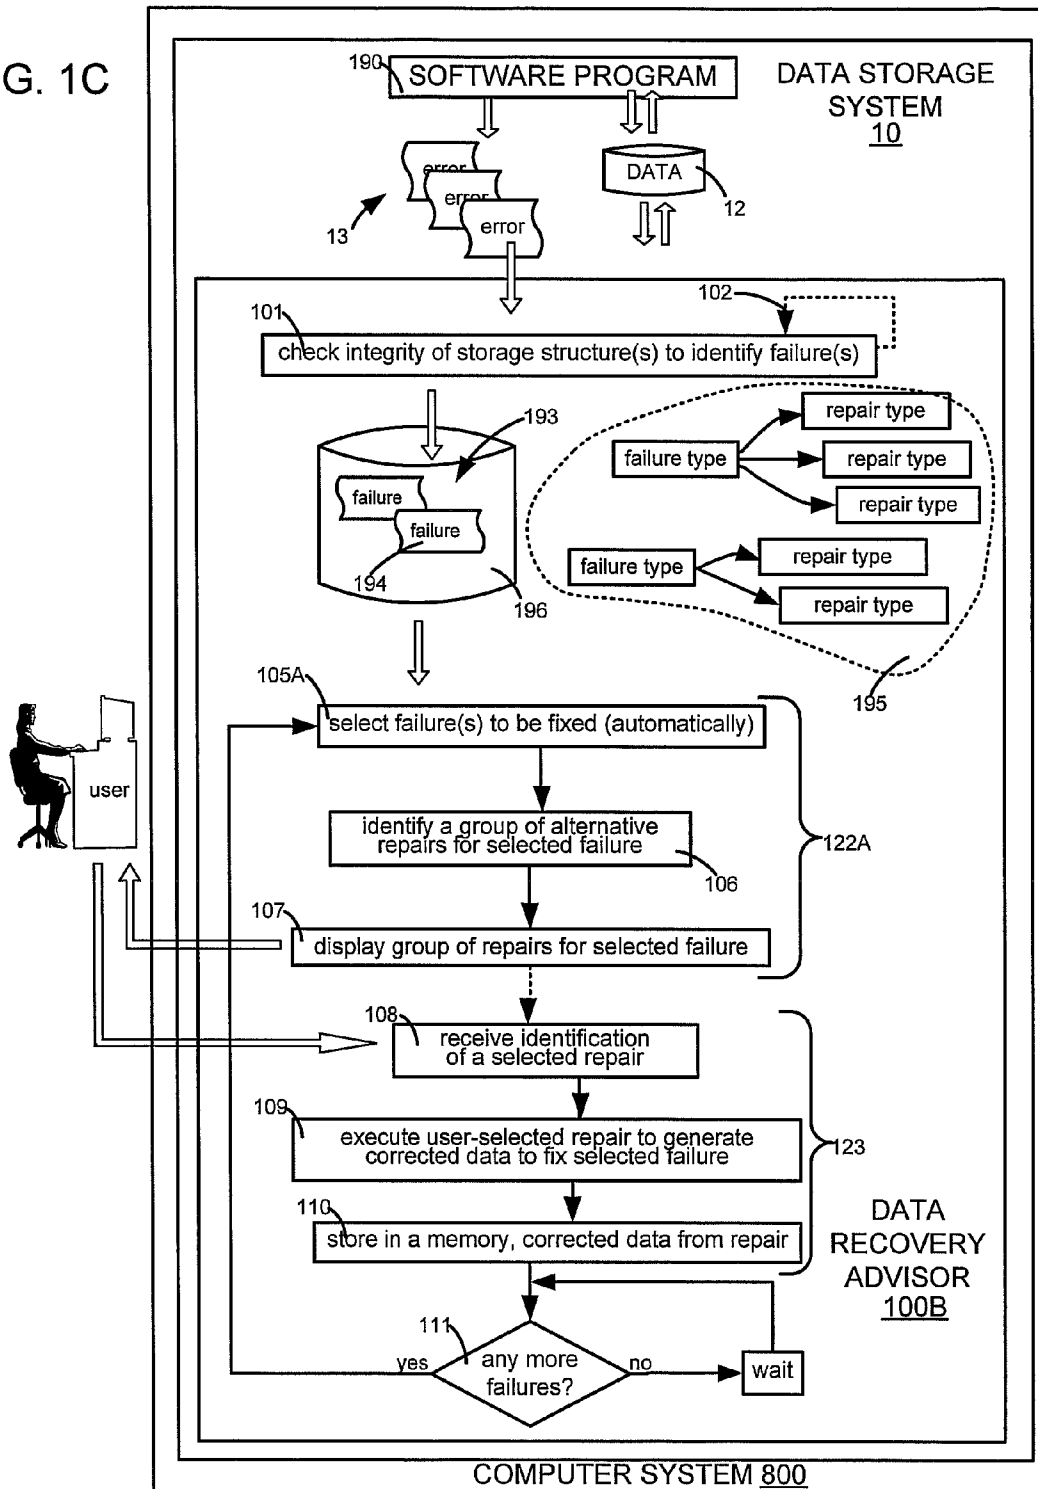 G. 1C
190
SOFTWARE PROGRAM
DATA STORAGE
SYSTEM
10
error
error
error
DATA
12
13
102
101
check integrity of storage structure(s) to identify failure(s)
193
failure
failure
194
196
failure type
repair type
repair type
repair type
failure type
repair type
repair type
195
105A
select failure(s) to be fixed (automatically)
user
identify a group of alternative
repairs for selected failure
106
122A
107
display group of repairs for selected failure
108
receive identification
of a selected repair
109
execute user-selected repair to generate
corrected data to fix selected failure
123
110
store in a memory, corrected data from repair
DATA
RECOVERY
ADVISOR
100B
111
yes
any more
failures?
no
wait
COMPUTER SYSTEM 800